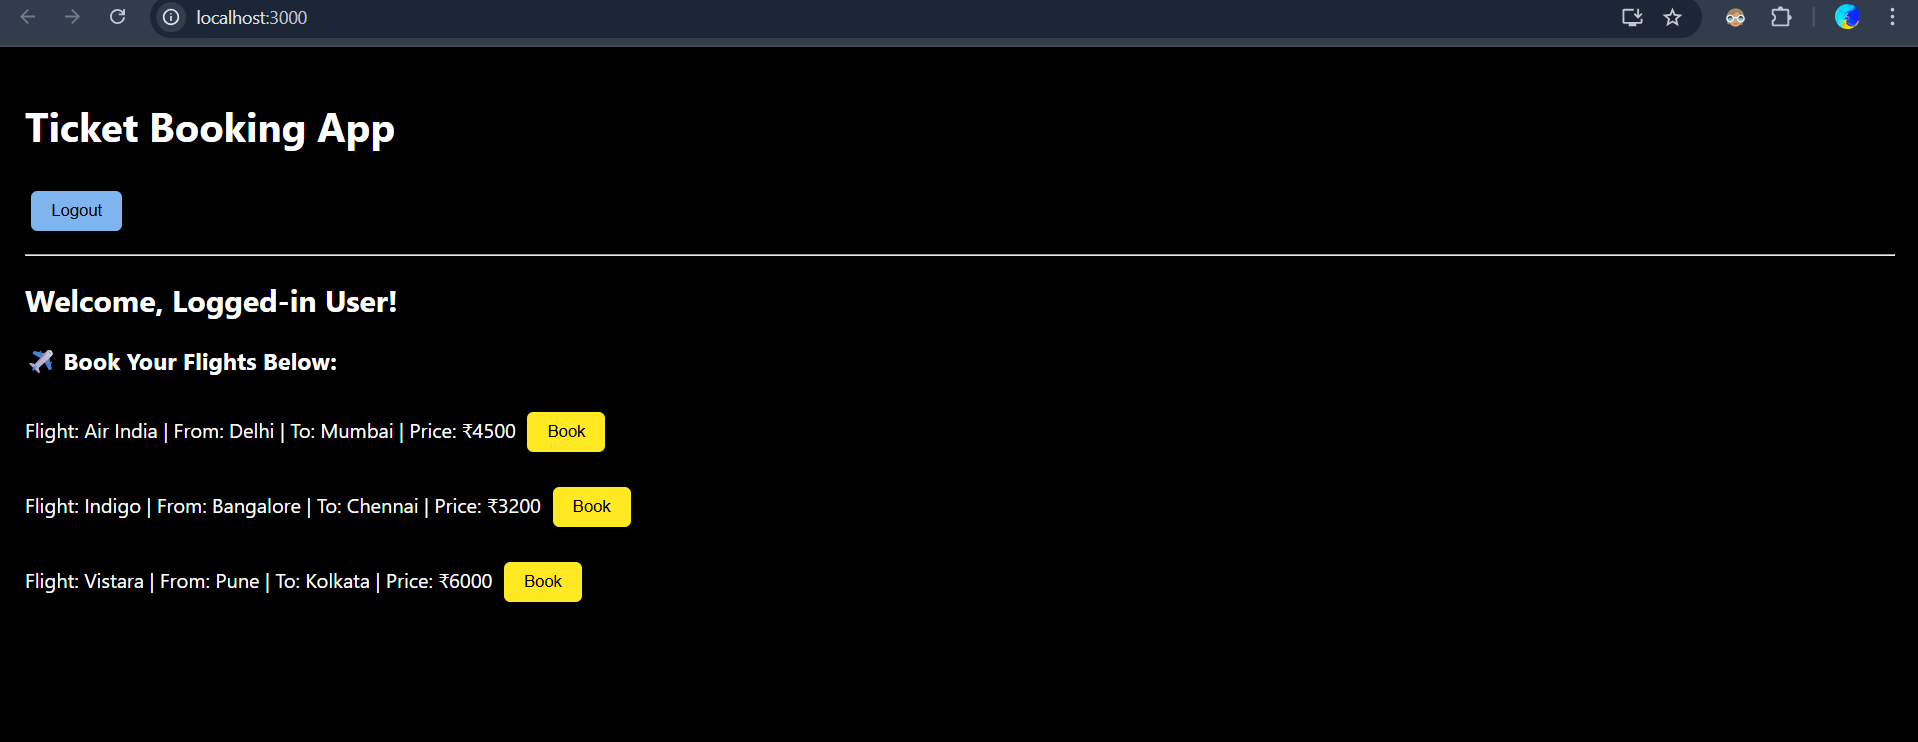 localhost:3000
Ticket Booking App
Logout
Welcome, Logged-in User!
✈️ Book Your Flights Below:
Flight: Air India | From: Delhi | To: Mumbai | Price: ₹4500 Book
Flight: Indigo | From: Bangalore | To: Chennai | Price: ₹3200 Book
Flight: Vistara | From: Pune | To: Kolkata | Price: ₹6000 Book